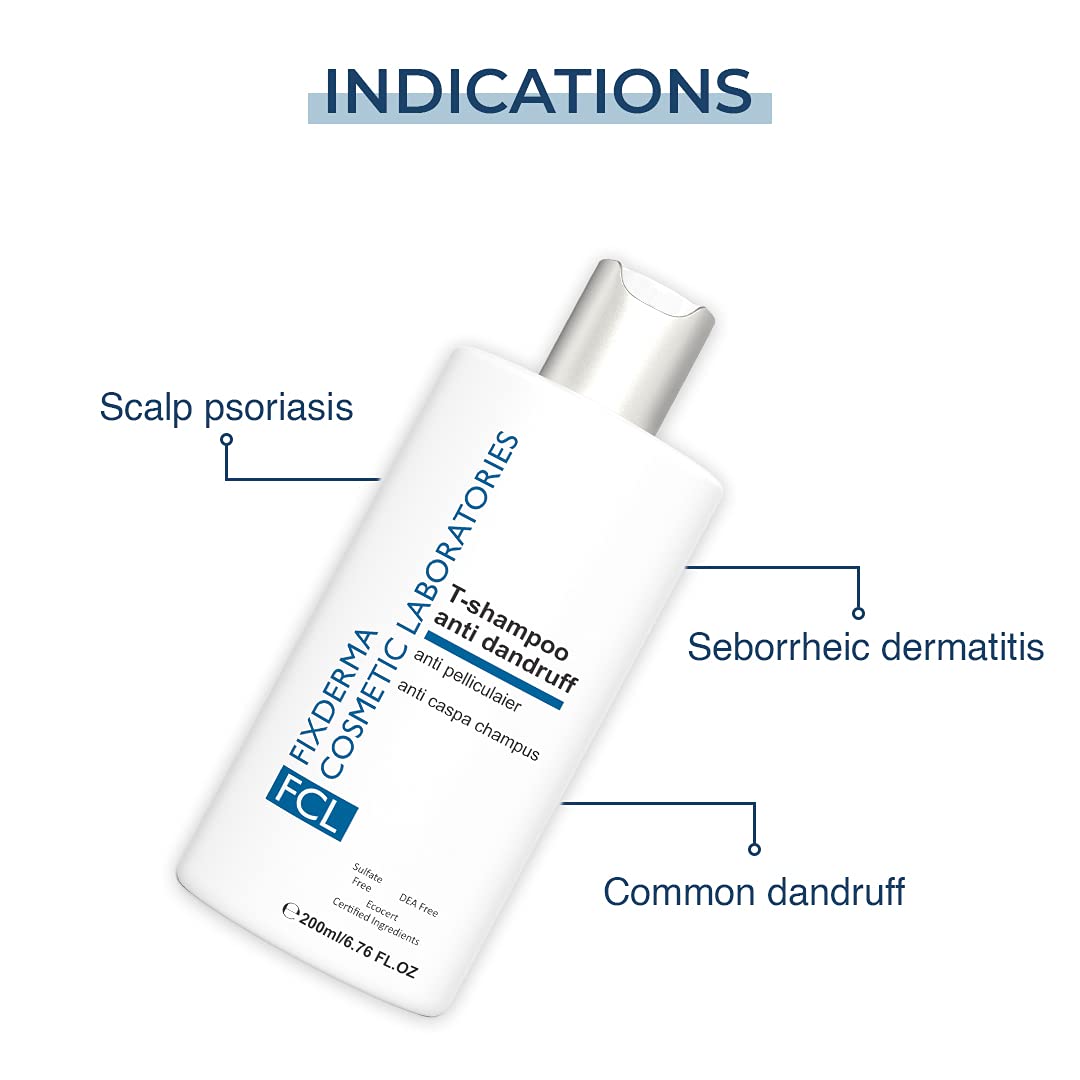 INDICATIONS
Scalp psoriasis
FIXDERMA
COSMETIC LABORATORIES
FCL
T-shampoo
anti dandruff
anti pelliculaier
anti caspa champus
Seborrheic dermatitis
Common dandruff
Sulfate
Free
DEA Free
Ecocert
Certified Ingredients
℮200ml/6.76 FL.OZ